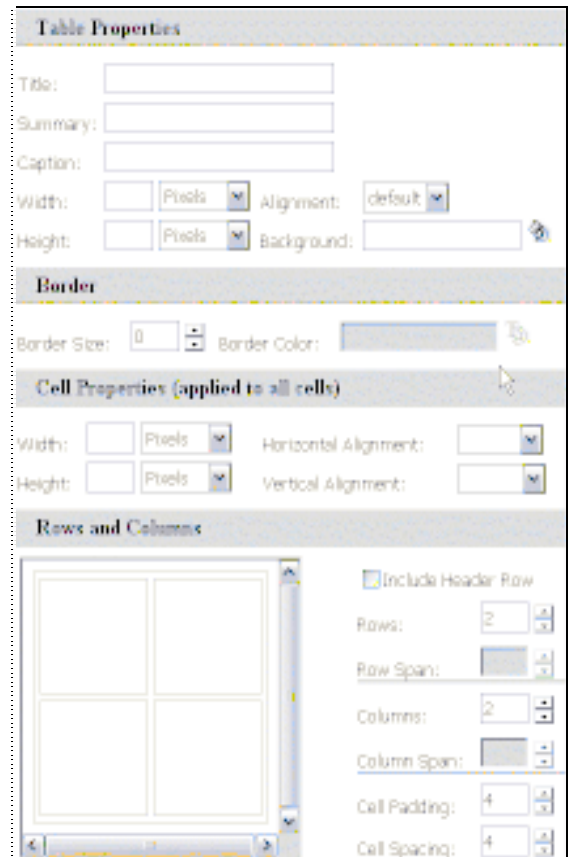 Table Properties
Title:
Summary:
Caption:
Width: Pixels Alignment: default
Height: Pixels Background:
Border
Border Size: 0 Border Color:
Cell Properties (applied to all cells)
Width: Pixels Horizontal Alignment:
Height: Pixels Vertical Alignment:
Rows and Columns
Include Header Row
Rows: 2
Row Span:
Columns: 2
Column Span:
Cell Padding: 4
Cell Spacing: 4